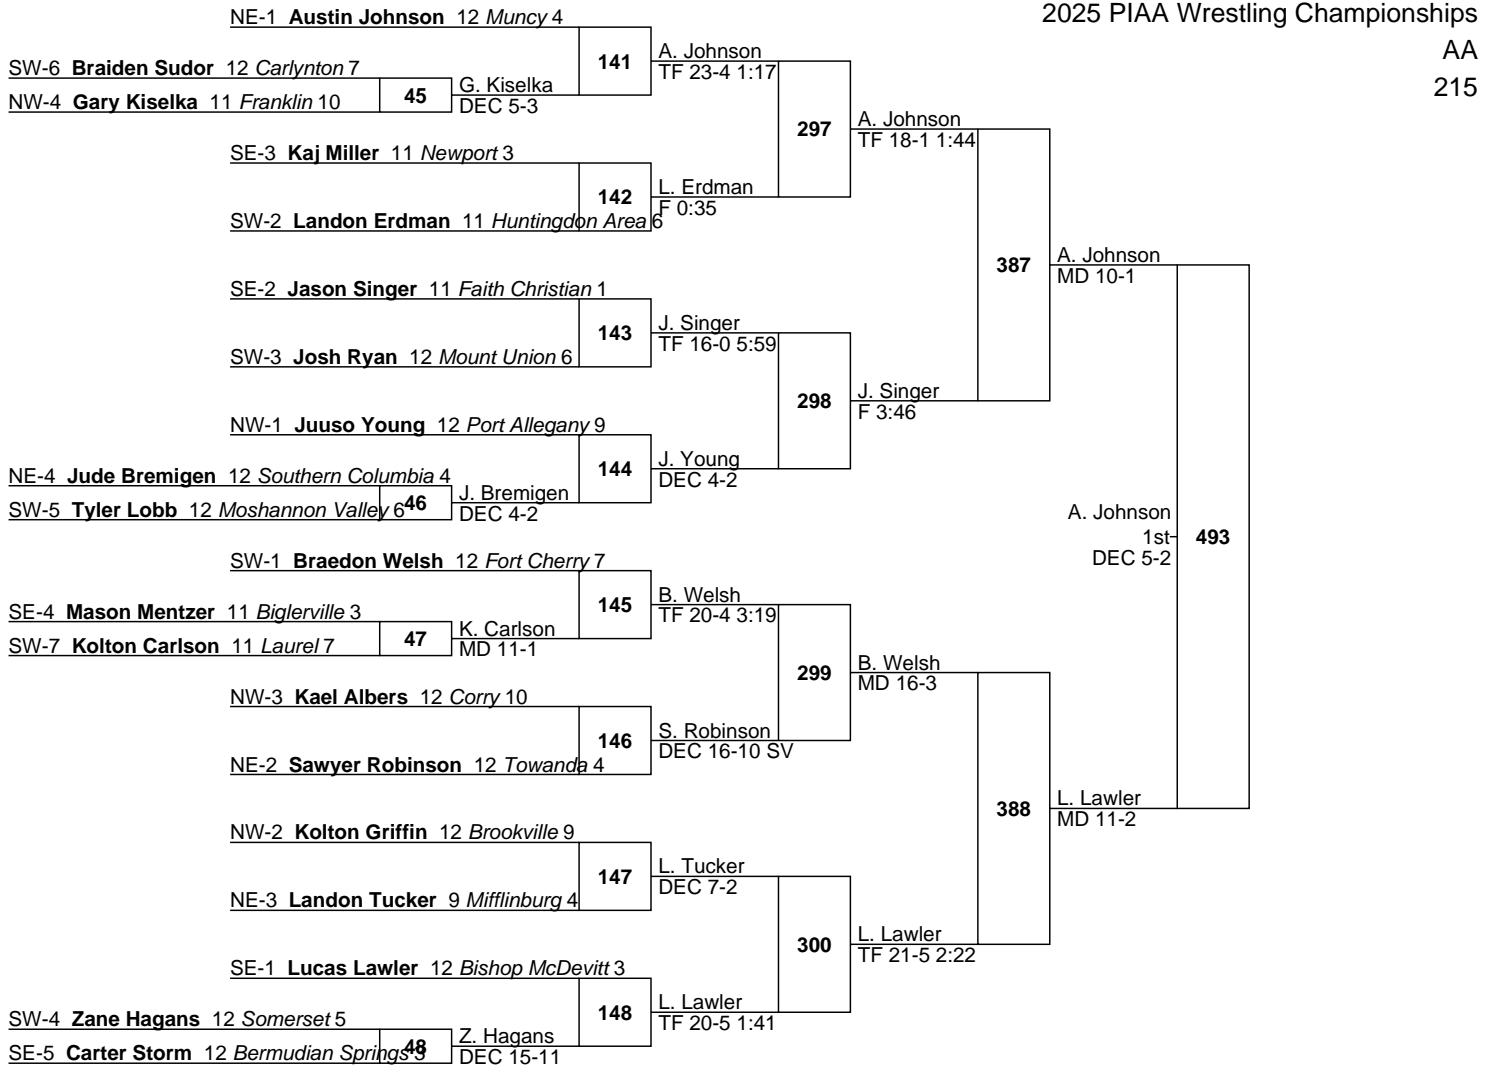 2025 PIAA Wrestling Championships
AA
215
NE-1 Austin Johnson 12 Muncy 4
141
A. Johnson
TF 23-4 1:17
SW-6 Braiden Sudor 12 Carlynton 7
NW-4 Gary Kiselka 11 Franklin 10
45
G. Kiselka
DEC 5-3
297
A. Johnson
TF 18-1 1:44
SE-3 Kaj Miller 11 Newport 3
142
L. Erdman
F 0:35
SW-2 Landon Erdman 11 Huntingdon Area 6
387
A. Johnson
MD 10-1
SE-2 Jason Singer 11 Faith Christian 1
143
J. Singer
TF 16-0 5:59
SW-3 Josh Ryan 12 Mount Union 6
298
J. Singer
F 3:46
NW-1 Juuso Young 12 Port Allegany 9
144
J. Young
DEC 4-2
NE-4 Jude Bremigen 12 Southern Columbia 4
SW-5 Tyler Lobb 12 Moshannon Valley 6
46
J. Bremigen
DEC 4-2
A. Johnson
1st
DEC 5-2
493
SW-1 Braedon Welsh 12 Fort Cherry 7
145
B. Welsh
TF 20-4 3:19
SE-4 Mason Mentzer 11 Biglerville 3
SW-7 Kolton Carlson 11 Laurel 7
47
K. Carlson
MD 11-1
299
B. Welsh
MD 16-3
NW-3 Kael Albers 12 Corry 10
146
S. Robinson
DEC 16-10 SV
NE-2 Sawyer Robinson 12 Towanda 4
388
L. Lawler
MD 11-2
NW-2 Kolton Griffin 12 Brookville 9
147
L. Tucker
DEC 7-2
NE-3 Landon Tucker 9 Mifflinburg 4
300
L. Lawler
TF 21-5 2:22
SE-1 Lucas Lawler 12 Bishop McDevitt 3
148
L. Lawler
TF 20-5 1:41
SW-4 Zane Hagans 12 Somerset 5
SE-5 Carter Storm 12 Bermudian Springs 3
48
Z. Hagans
DEC 15-11